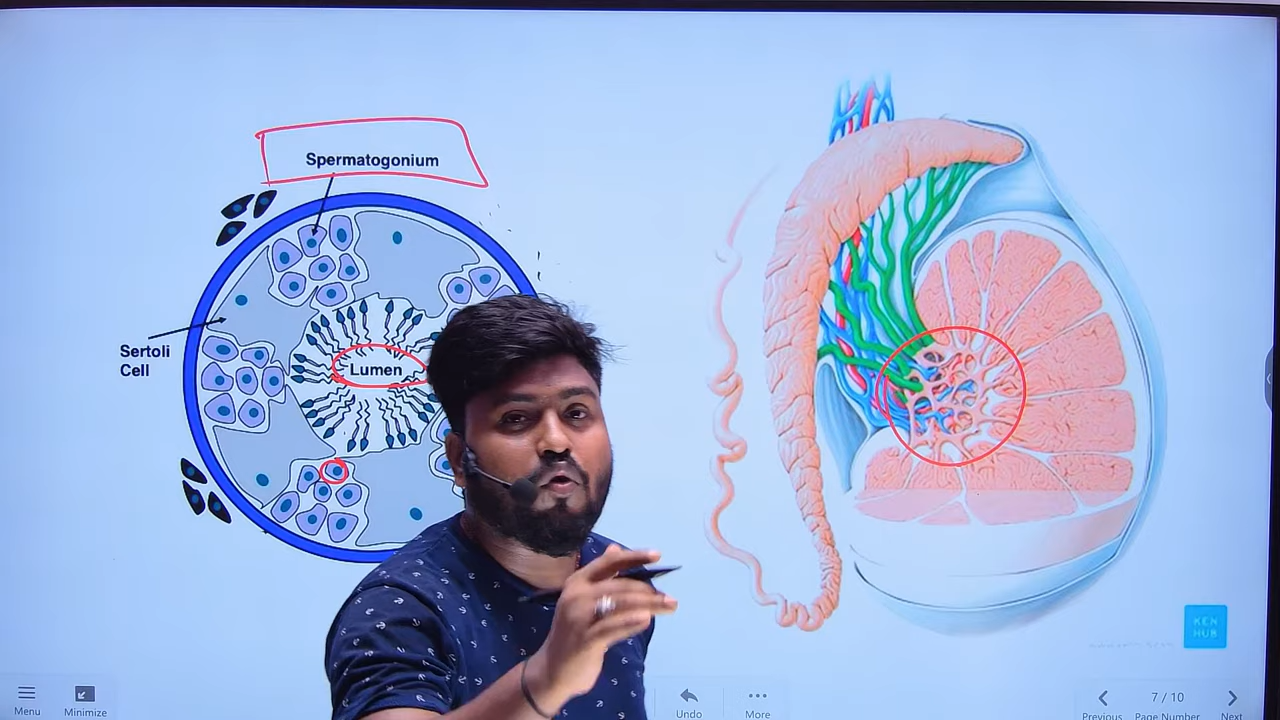 Spermatogonium
Sertoli
Cell
Lumen
KEN
HUB
Menu
Minimize
Undo
More
7 / 10
Previous
Page Number
Next